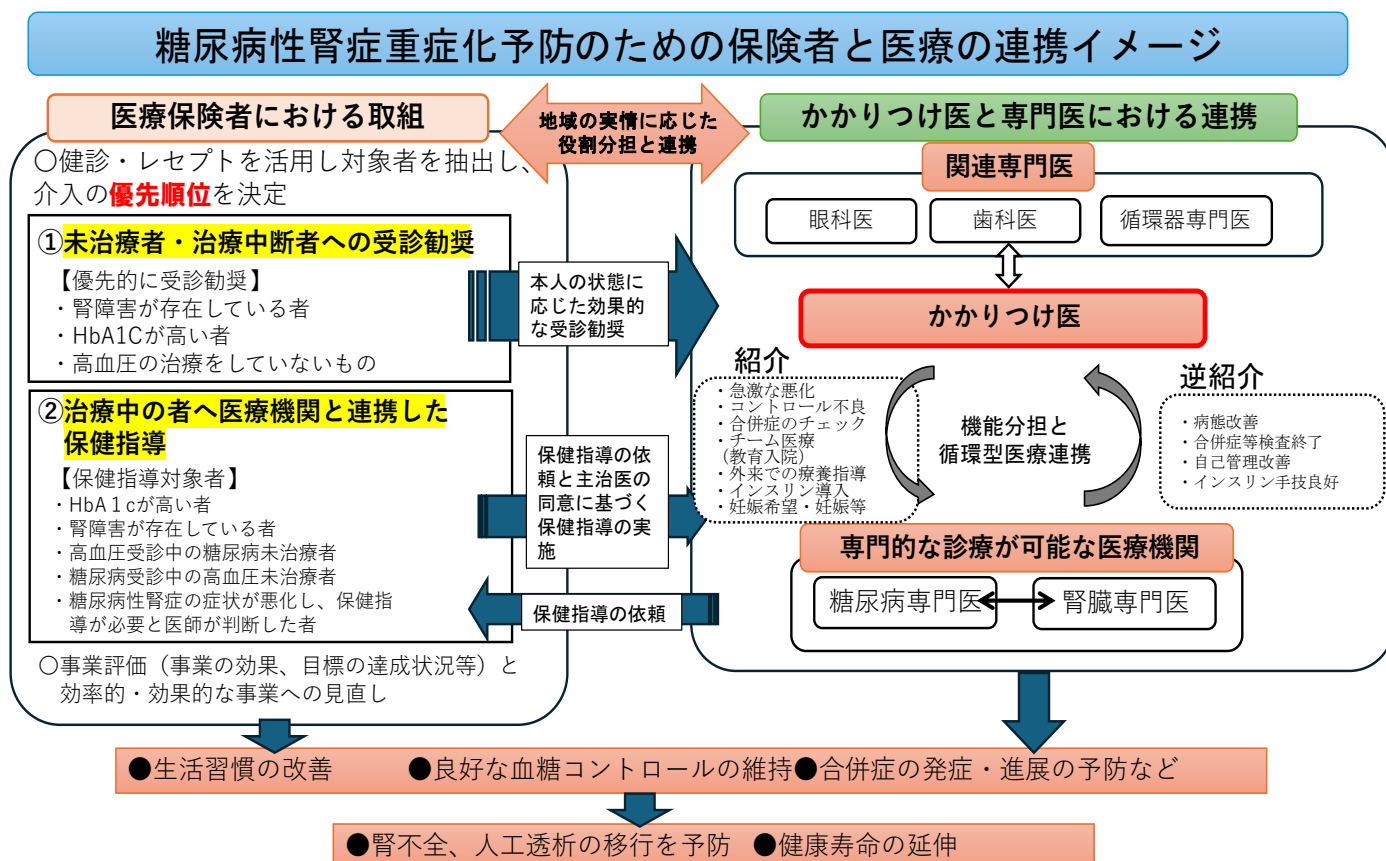 糖尿病性腎症重症化予防のための保険者と医療の連携イメージ
医療保険者における取組
地域の実情に応じた
役割分担と連携
かかりつけ医と専門医における連携
〇健診・レセプトを活用し対象者を抽出し、
介入の優先順位を決定
①未治療者・治療中断者への受診勧奨
【優先的に受診勧奨】
・腎障害が存在している者
・HbA1Cが高い者
・高血圧の治療をしていないもの
②治療中の者へ医療機関と連携した
保健指導
【保健指導対象者】
・HbA１cが高い者
・腎障害が存在している者
・高血圧受診中の糖尿病未治療者
・糖尿病受診中の高血圧未治療者
・糖尿病性腎症の症状が悪化し、保健指
導が必要と医師が判断した者
〇事業評価（事業の効果、目標の達成状況等）と
効率的・効果的な事業への見直し
本人の状態に
応じた効果的
な受診勧奨
保健指導の依
頼と主治医の
同意に基づく
保健指導の実
施
保健指導の依頼
関連専門医
眼科医
歯科医
循環器専門医
かかりつけ医
紹介
・急激な悪化
・コントロール不良
・合併症のチェック
・チーム医療
(教育入院)
・外来での療養指導
・インスリン導入
・妊娠希望・妊娠等
機能分担と
循環型医療連携
逆紹介
・病態改善
・合併症等検査終了
・自己管理改善
・インスリン手技良好
専門的な診療が可能な医療機関
糖尿病専門医
腎臓専門医
●生活習慣の改善 ●良好な血糖コントロールの維持●合併症の発症・進展の予防など
●腎不全、人工透析の移行を予防 ●健康寿命の延伸